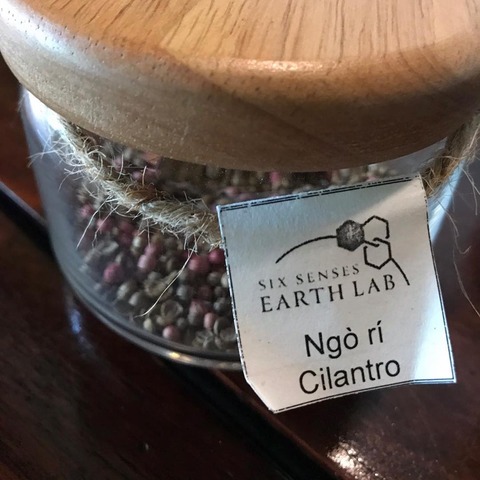 SIX SENSES
EARTH LAB
Ngò rí
Cilantro